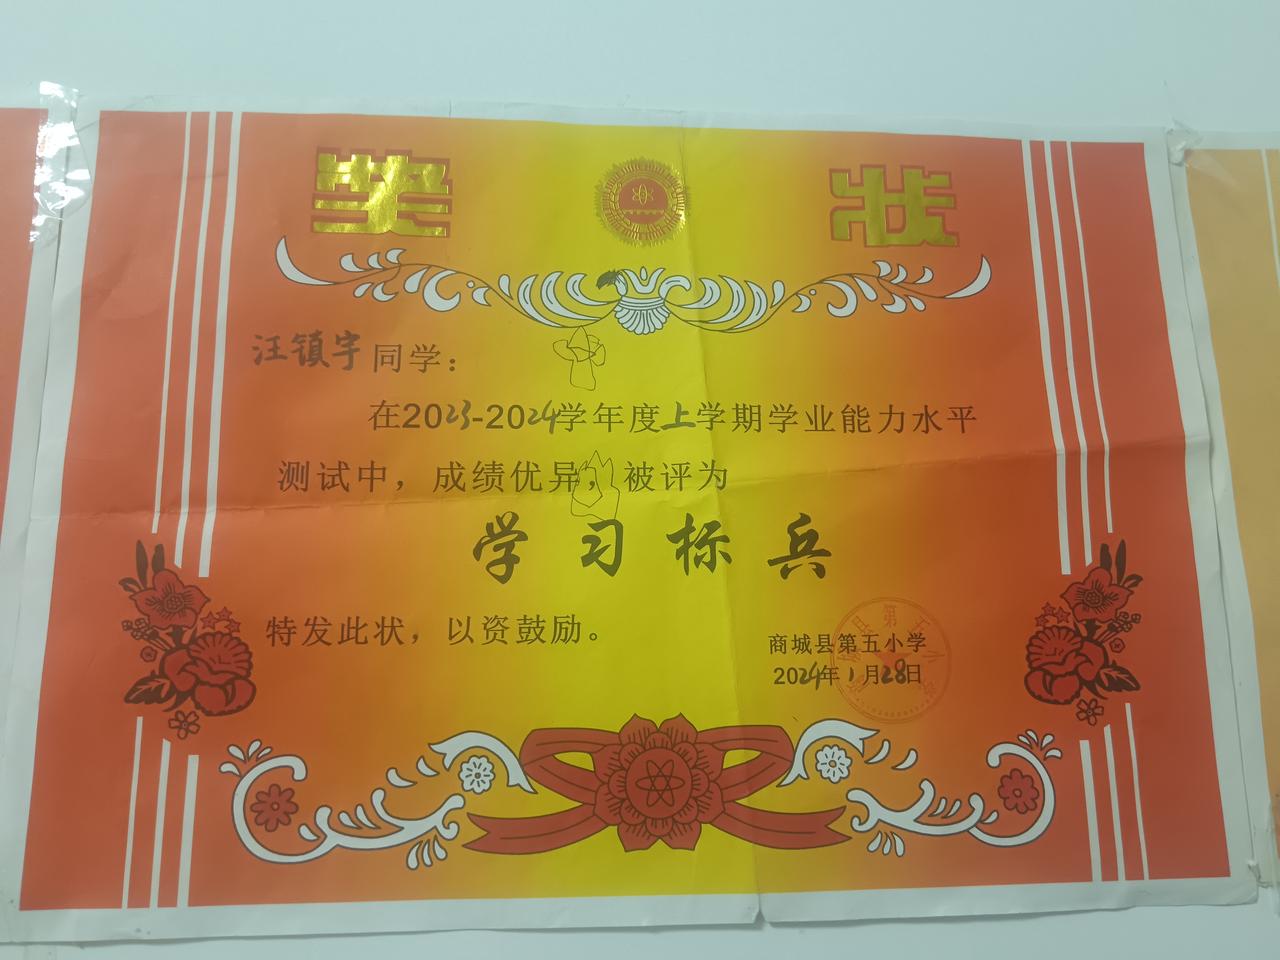 奖状
汪镇宇同学：
在2023-2024学年度上学期学业能力水平
测试中，成绩优异，被评为
学习标兵
特发此状，以资鼓励。
商城县第五小学
2024年1月28日